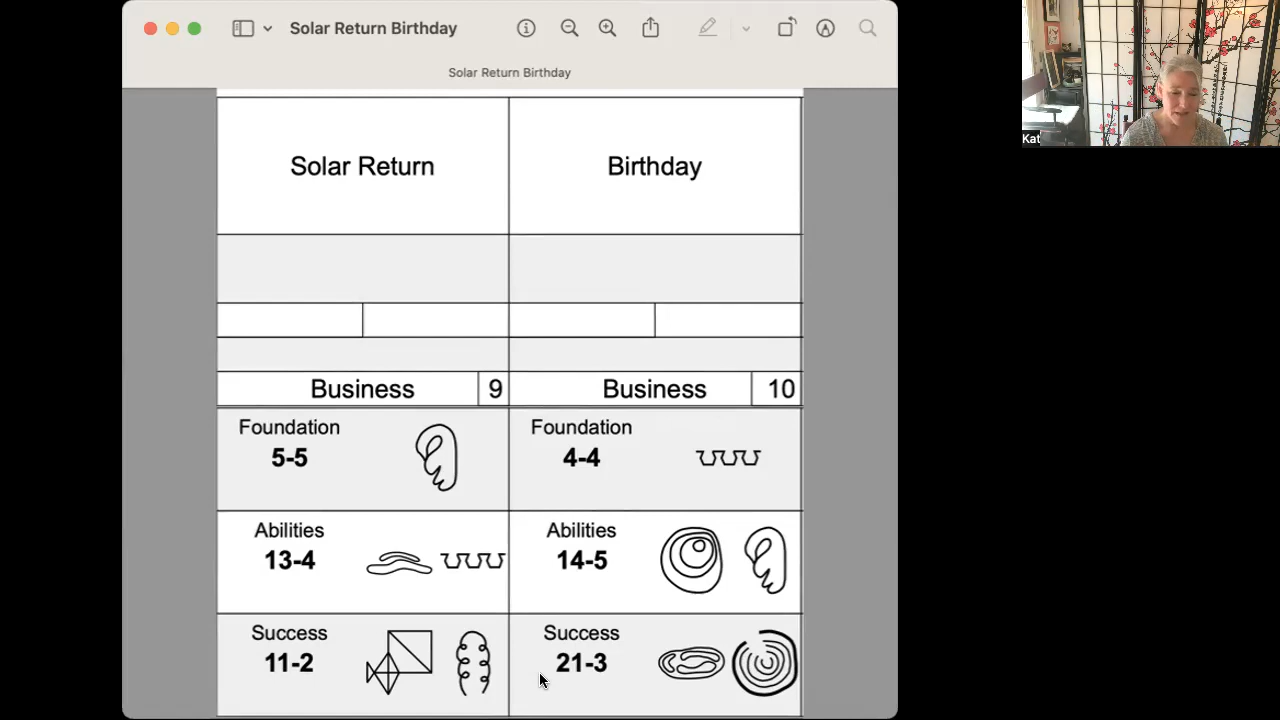 Solar Return Birthday
Solar Return Birthday
Kat
Solar Return Birthday
Business 9 Business 10
Foundation Foundation
5-5 4-4
Abilities Abilities
13-4 14-5
Success Success
11-2 21-3